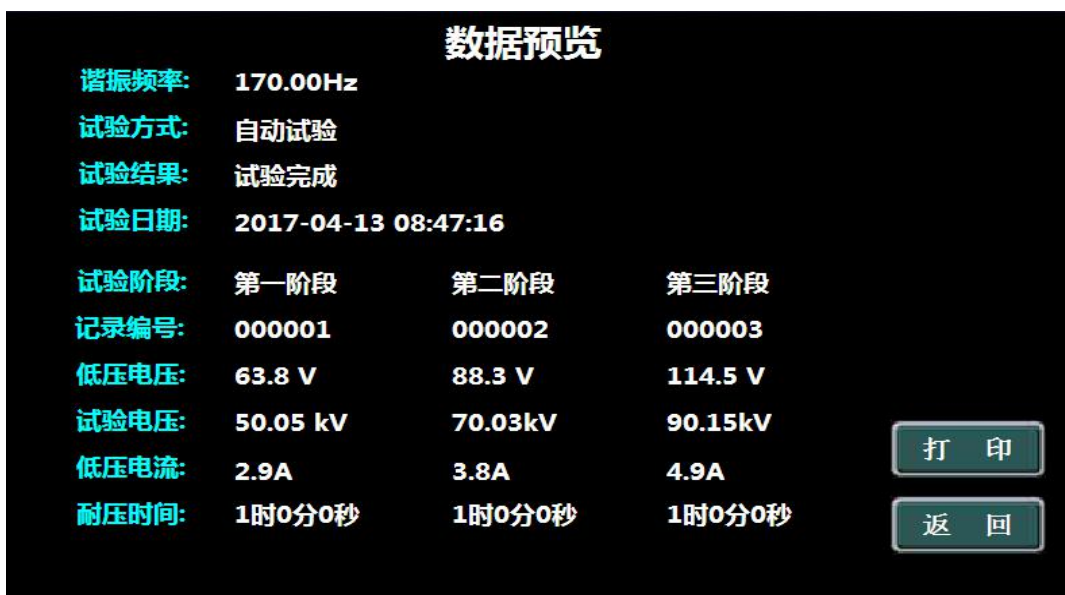 数据预览
谐振频率: 170.00Hz
试验方式: 自动试验
试验结果: 试验完成
试验日期: 2017-04-13 08:47:16
试验阶段: 第一阶段 第二阶段 第三阶段
记录编号: 000001 000002 000003
低压电压: 63.8 V 88.3 V 114.5 V
试验电压: 50.05 kV 70.03kV 90.15kV
低压电流: 2.9A 3.8A 4.9A
耐压时间: 1时0分0秒 1时0分0秒 1时0分0秒
打 印
返 回